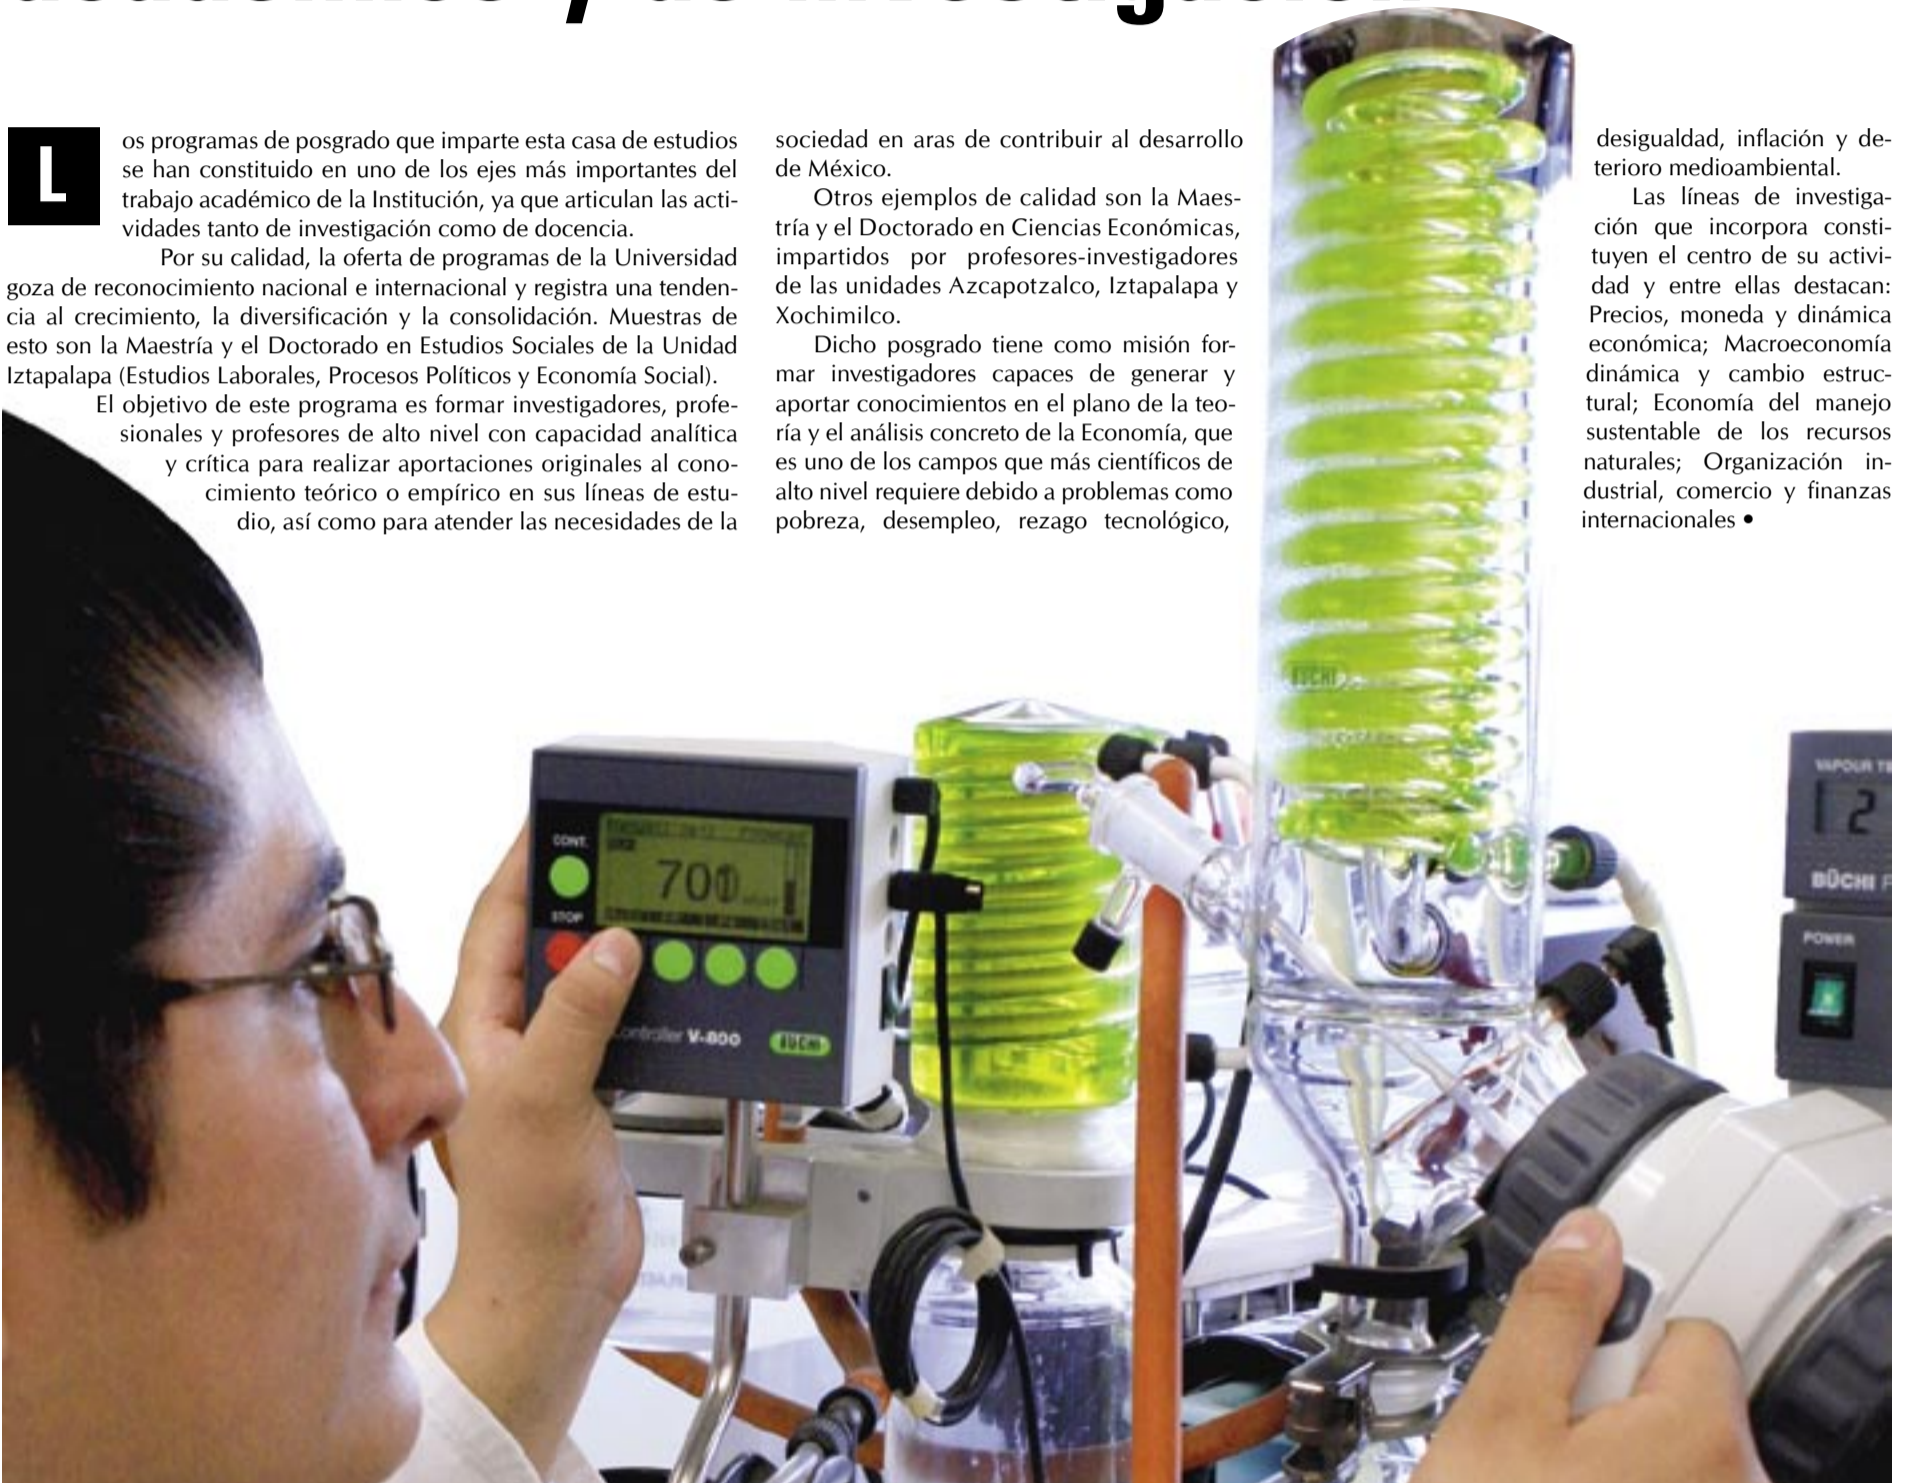 académico y de investigación
Los programas de posgrado que imparte esta casa de estudios
se han constituido en uno de los ejes más importantes del
trabajo académico de la Institución, ya que articulan las acti-
vidades tanto de investigación como de docencia.
Por su calidad, la oferta de programas de la Universidad
goza de reconocimiento nacional e internacional y registra una tenden-
cia al crecimiento, la diversificación y la consolidación. Muestras de
esto son la Maestría y el Doctorado en Estudios Sociales de la Unidad
Iztapalapa (Estudios Laborales, Procesos Políticos y Economía Social).
El objetivo de este programa es formar investigadores, profe-
sionales y profesores de alto nivel con capacidad analítica
y crítica para realizar aportaciones originales al cono-
cimiento teórico o empírico en sus líneas de estu-
dio, así como para atender las necesidades de la
sociedad en aras de contribuir al desarrollo
de México.
Otros ejemplos de calidad son la Maes-
tría y el Doctorado en Ciencias Económicas,
impartidos por profesores-investigadores
de las unidades Azcapotzalco, Iztapalapa y
Xochimilco.
Dicho posgrado tiene como misión for-
mar investigadores capaces de generar y
aportar conocimientos en el plano de la teo-
ría y el análisis concreto de la Economía, que
es uno de los campos que más científicos de
alto nivel requiere debido a problemas como
pobreza, desempleo, rezago tecnológico,
desigualdad, inflación y de-
terioro medioambiental.
Las líneas de investiga-
ción que incorpora consti-
tuyen el centro de su activi-
dad y entre ellas destacan:
Precios, moneda y dinámica
económica; Macroeconomía
dinámica y cambio estruc-
tural; Economía del manejo
sustentable de los recursos
naturales; Organización in-
dustrial, comercio y finanzas
internacionales •
BÜCHI
CONT.
STOP
V-800
BÜCHI
VAPOUR
12
BÜCHI
POWER